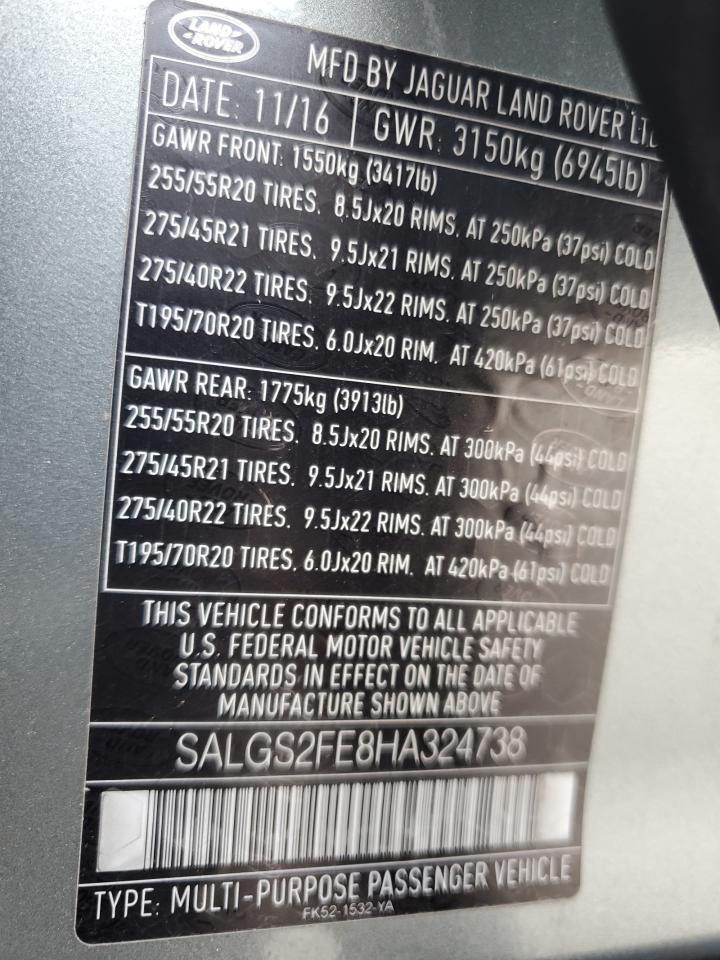 LAND ROVER
MFD BY JAGUAR LAND ROVER LTD
DATE: 11/16 GWR: 3150kg (6945lb)
GAWR FRONT: 1550kg (3417lb)
255/55R20 TIRES. 8.5Jx20 RIMS. AT 250kPa (37psi) COLD
275/45R21 TIRES. 9.5Jx21 RIMS. AT 250kPa (37psi) COLD
275/40R22 TIRES. 9.5Jx22 RIMS. AT 250kPa (37psi) COLD
T195/70R20 TIRES. 6.0Jx20 RIM. AT 420kPa (61psi) COLD
GAWR REAR: 1775kg (3913lb)
255/55R20 TIRES. 8.5Jx20 RIMS. AT 300kPa (44psi) COLD
275/45R21 TIRES. 9.5Jx21 RIMS. AT 300kPa (44psi) COLD
275/40R22 TIRES. 9.5Jx22 RIMS. AT 300kPa (44psi) COLD
T195/70R20 TIRES. 6.0Jx20 RIM. AT 420kPa (61psi) COLD
THIS VEHICLE CONFORMS TO ALL APPLICABLE
U.S. FEDERAL MOTOR VEHICLE SAFETY
STANDARDS IN EFFECT ON THE DATE OF
MANUFACTURE SHOWN ABOVE
SALGS2FE8HA324738
TYPE: MULTI-PURPOSE PASSENGER VEHICLE
FK52-1532-YA